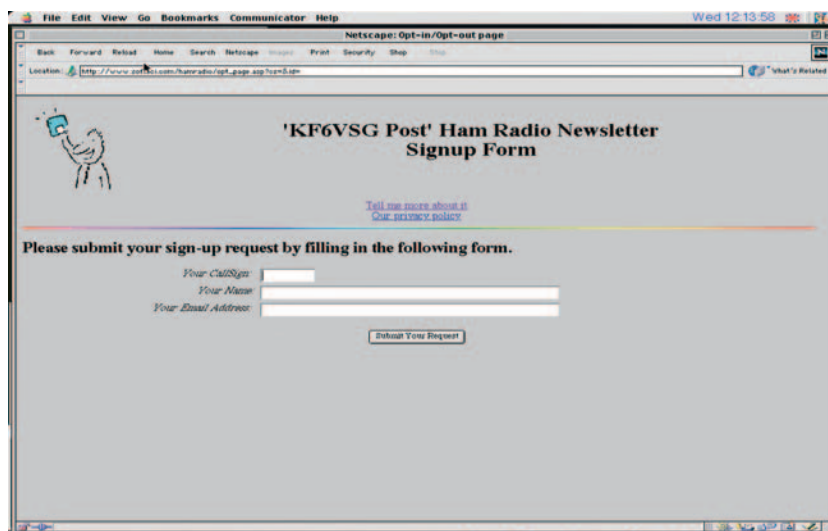 File Edit View Go Bookmarks Communicator Help Wed 12:13:58
Netscape: Opt-in/Opt-out page
Back Forward Reload Home Search Netscape Images Print Security Shop Stop
Location: What's Related
'KF6VSG Post' Ham Radio Newsletter
Signup Form
Tell me more about it
Our privacy policy
Please submit your sign-up request by filling in the following form.
Your CallSign:
Your Name:
Your Email Address:
Submit Your Request